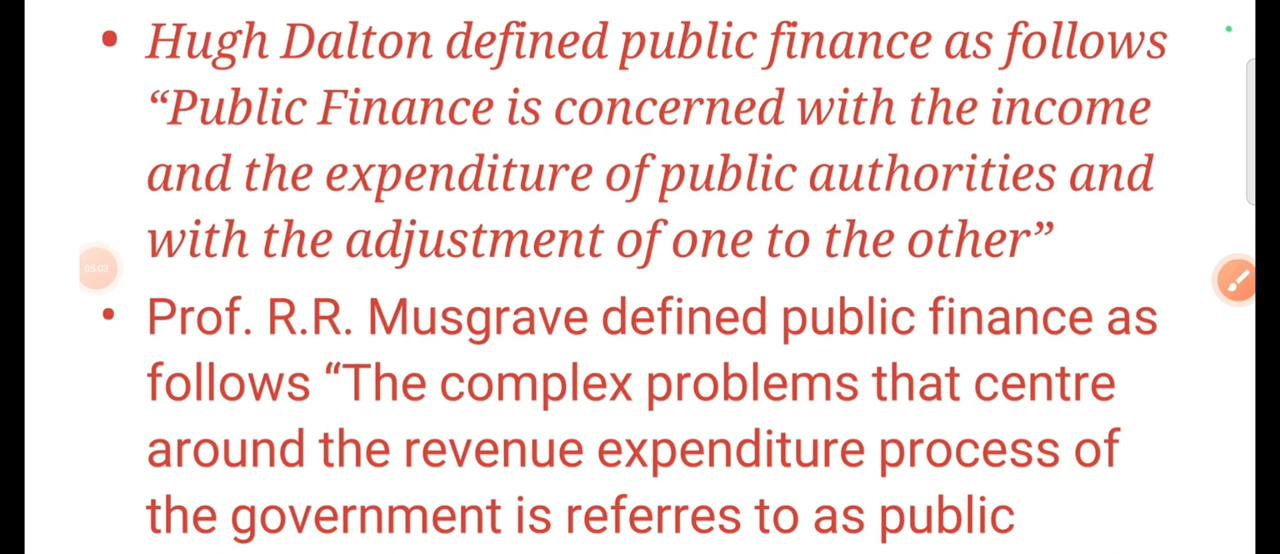 • Hugh Dalton defined public finance as follows
“Public Finance is concerned with the income
and the expenditure of public authorities and
with the adjustment of one to the other”
05:03
• Prof. R.R. Musgrave defined public finance as
follows “The complex problems that centre
around the revenue expenditure process of
the government is referres to as public